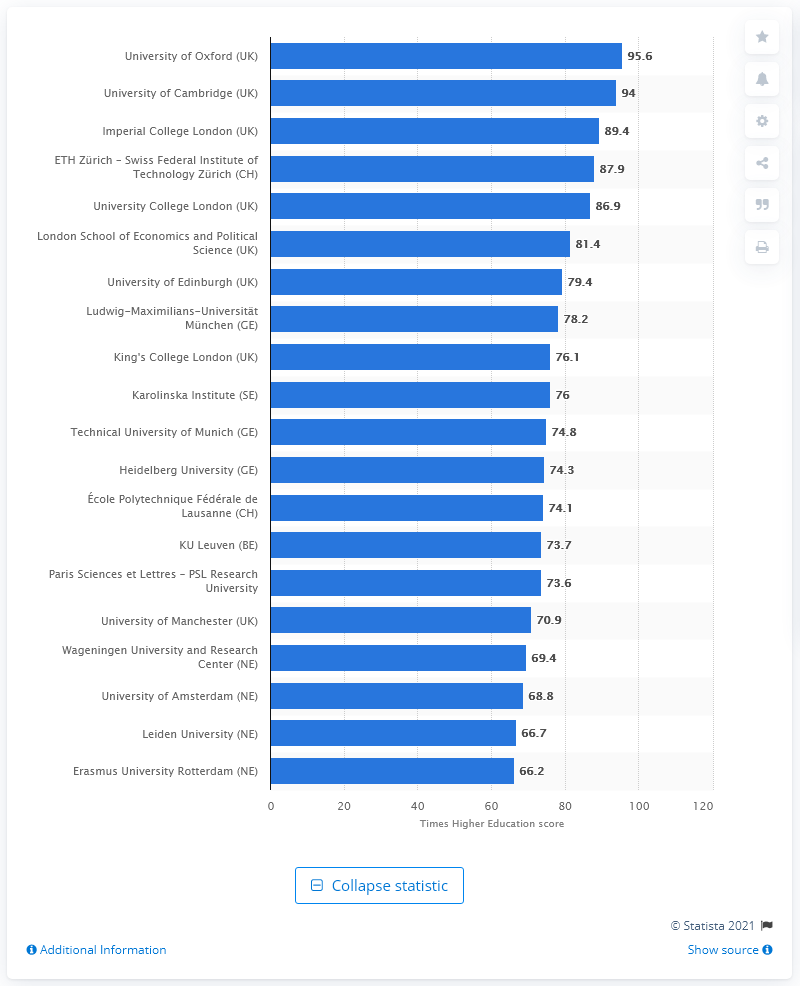 University of Oxford (UK)
95.6
University of Cambridge (UK)
94
Imperial College London (UK)
89.4
ETH Zürich – Swiss Federal Institute of
Technology Zürich (CH)
87.9
University College London (UK)
86.9
London School of Economics and Political
Science (UK)
81.4
University of Edinburgh (UK)
79.4
Ludwig-Maximilians-Universität
München (GE)
78.2
King's College London (UK)
76.1
Karolinska Institute (SE)
76
Technical University of Munich (GE)
74.8
Heidelberg University (GE)
74.3
École Polytechnique Fédérale de
Lausanne (CH)
74.1
KU Leuven (BE)
73.7
Paris Sciences et Lettres – PSL Research
University
73.6
University of Manchester (UK)
70.9
Wageningen University and Research
Center (NE)
69.4
University of Amsterdam (NE)
68.8
Leiden University (NE)
66.7
Erasmus University Rotterdam (NE)
66.2
0 20 40 60 80 100 120
Times Higher Education score
Collapse statistic
© Statista 2021
Additional Information
Show source